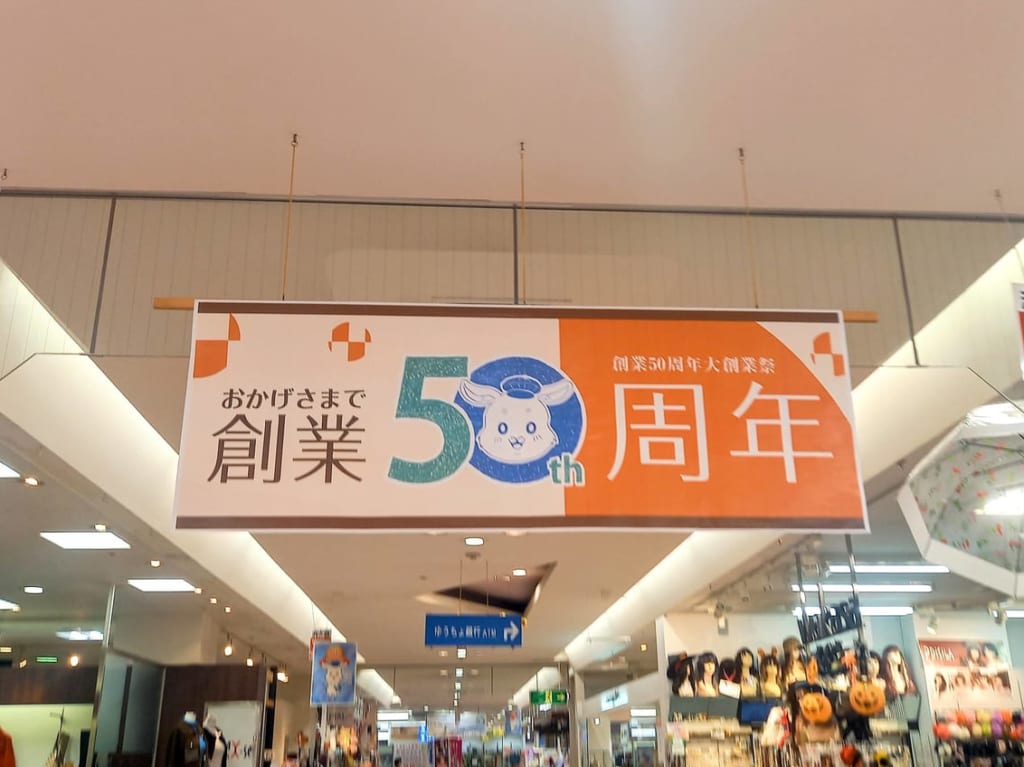 おかげさまで
創業
50th
創業50周年大創業祭
周年
ゆうちょ銀行ATM